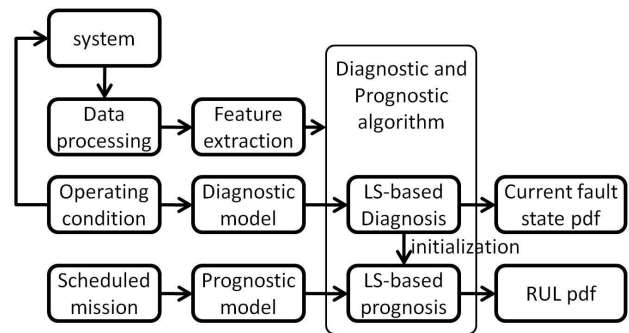 system
Diagnostic and
Prognostic
algorithm
Data
processing
Feature
extraction
Operating
condition
Diagnostic
model
LS-based
Diagnosis
Current fault
state pdf
initialization
Scheduled
mission
Prognostic
model
LS-based
prognosis
RUL pdf